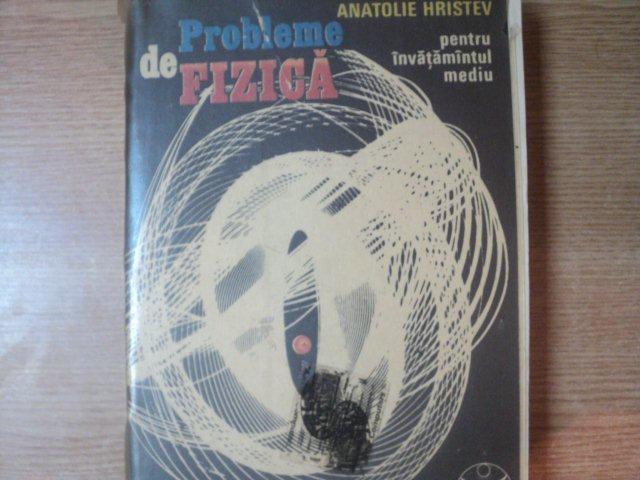 ANATOLIE HRISTEV
Probleme
de FIZICĂ
pentru
învățămîntul
mediu